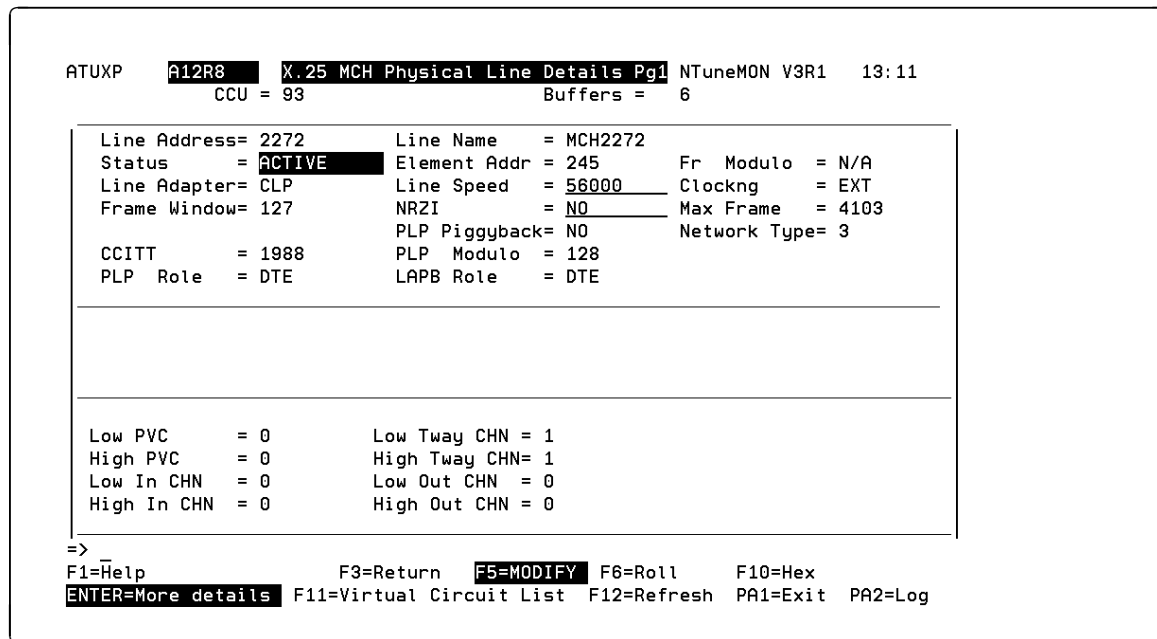 ATUXP A12R8 X.25 MCH Physical Line Details Pg1 NTuneMON V3R1 13:11
CCU = 93 Buffers = 6
Line Address= 2272 Line Name = MCH2272
Status = ACTIVE Element Addr = 245 Fr Modulo = N/A
Line Adapter= CLP Line Speed = 56000 Clockng = EXT
Frame Window= 127 NRZI = NO Max Frame = 4103
PLP Piggyback= NO Network Type= 3
CCITT = 1988 PLP Modulo = 128
PLP Role = DTE LAPB Role = DTE
Low PVC = 0 Low Tway CHN = 1
High PVC = 0 High Tway CHN= 1
Low In CHN = 0 Low Out CHN = 0
High In CHN = 0 High Out CHN = 0
=> _
F1=Help F3=Return F5=MODIFY F6=Roll F10=Hex
ENTER=More details F11=Virtual Circuit List F12=Refresh PA1=Exit PA2=Log